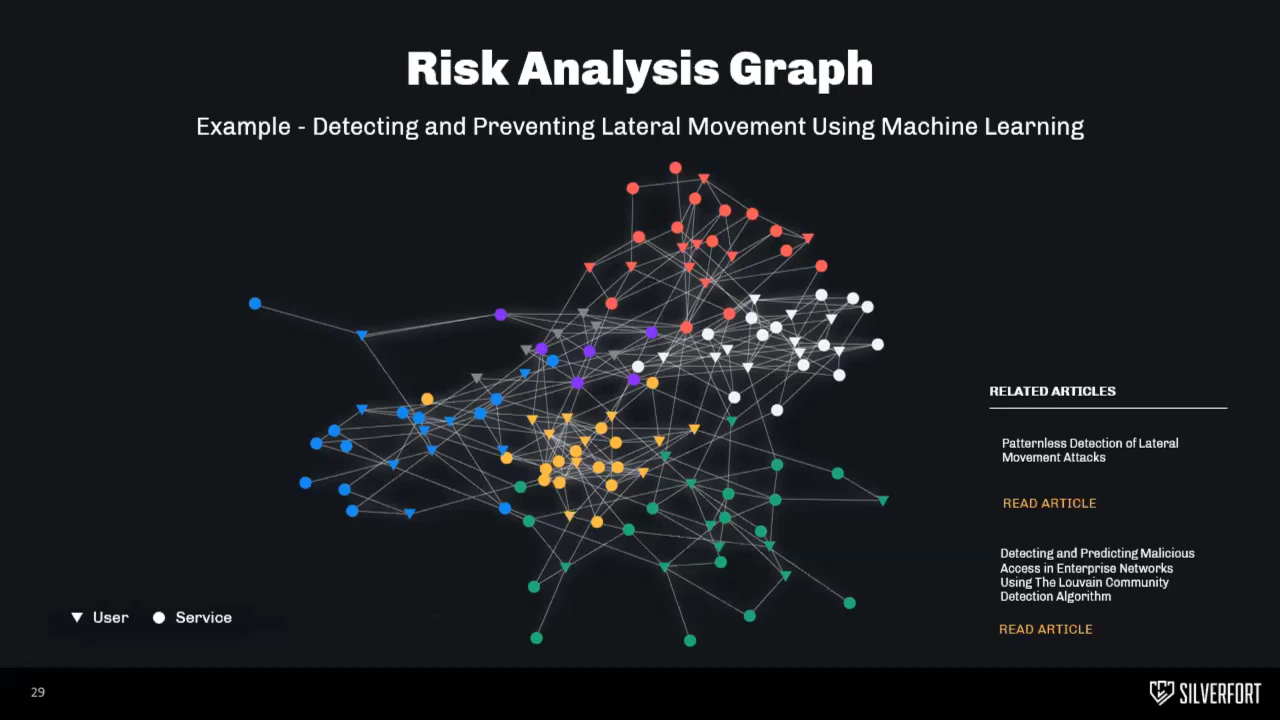 Risk Analysis Graph
Example - Detecting and Preventing Lateral Movement Using Machine Learning
RELATED ARTICLES
Patternless Detection of Lateral
Movement Attacks
READ ARTICLE
Detecting and Predicting Malicious
Access in Enterprise Networks
Using The Louvain Community
Detection Algorithm
READ ARTICLE
User
Service
29
SILVERFORT